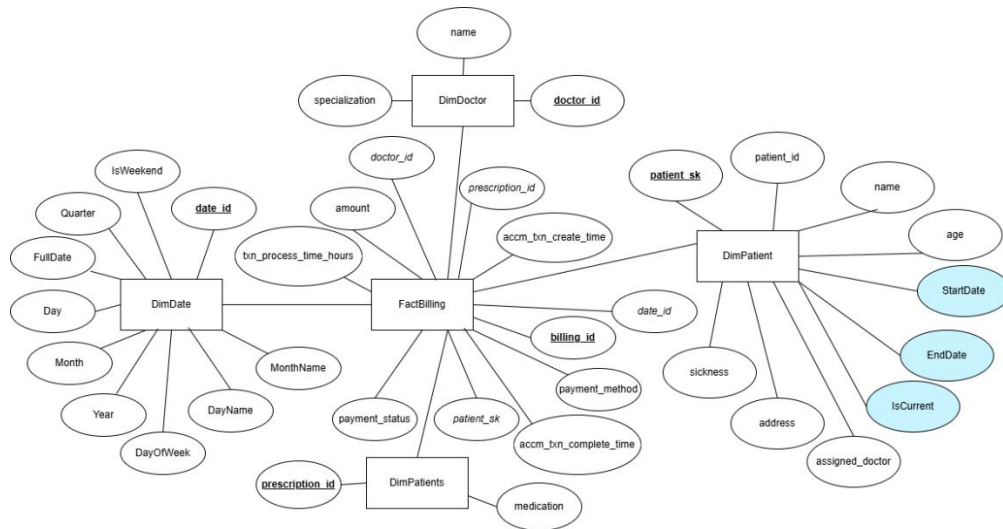 name
specialization
DimDoctor
doctor_id
doctor_id
prescription_id
IsWeekend
Quarter
date_id
amount
FullDate
txn_process_time_hours
accm_txn_create_time
Day
DimDate
FactBilling
date_id
billing_id
Month
MonthName
payment_method
Year
DayName
DayOfWeek
payment_status
patient_sk
accm_txn_complete_time
prescription_id
DimPatients
medication
patient_sk
patient_id
name
age
DimPatient
StartDate
EndDate
IsCurrent
sickness
address
assigned_doctor